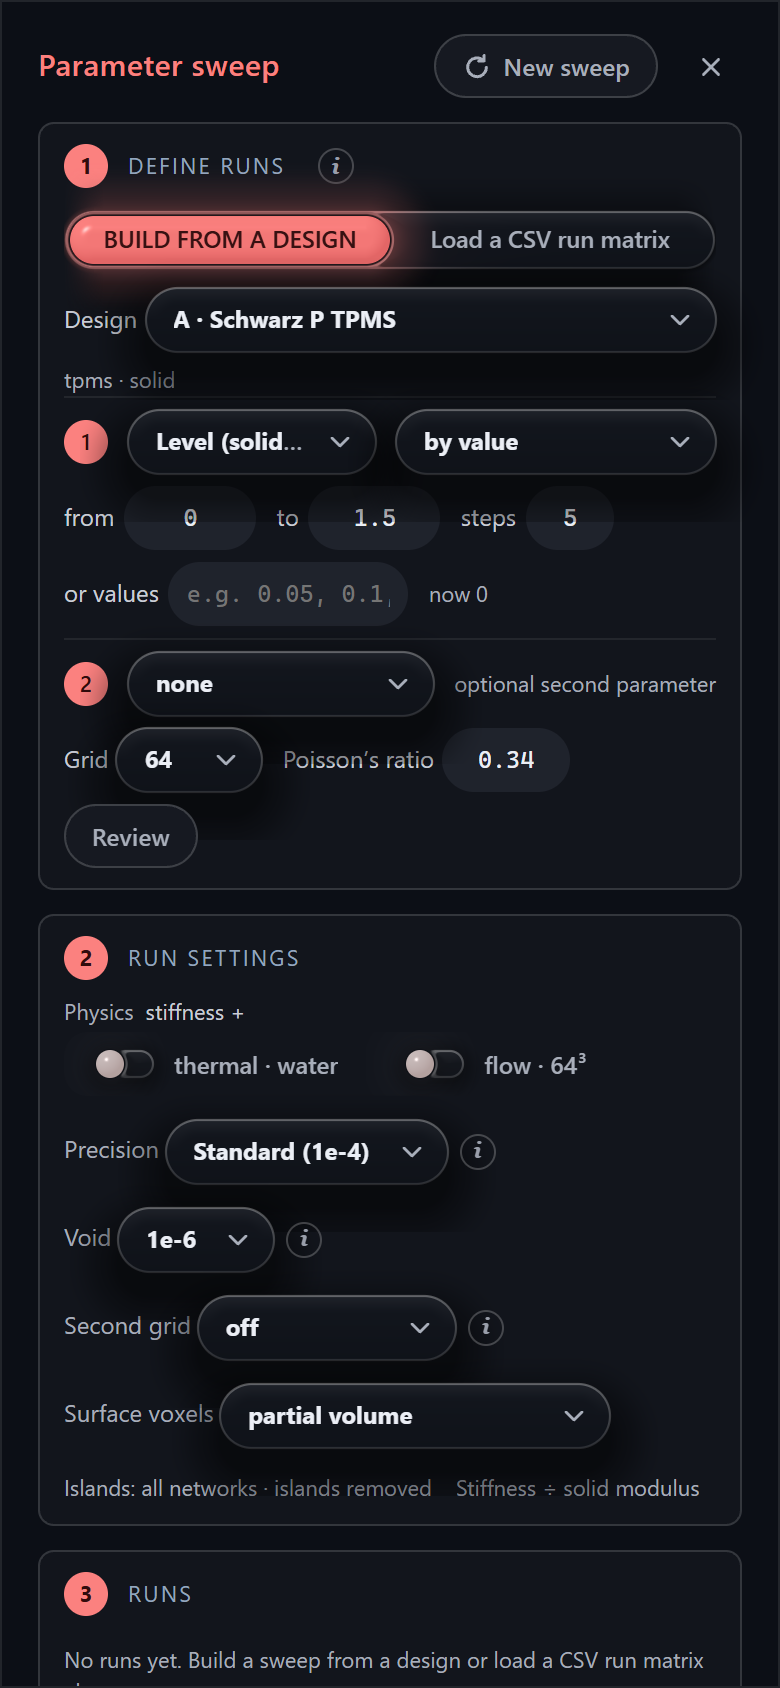 Parameter sweep
New sweep
1 DEFINE RUNS i
BUILD FROM A DESIGN Load a CSV run matrix
Design A · Schwarz P TPMS
tpms · solid
1 Level (solid... by value
from 0 to 1.5 steps 5
or values e.g. 0.05, 0.1, now 0
2 none optional second parameter
Grid 64 Poisson’s ratio 0.34
Review
2 RUN SETTINGS
Physics stiffness +
thermal · water flow · 64³
Precision Standard (1e-4) i
Void 1e-6 i
Second grid off i
Surface voxels partial volume
Islands: all networks · islands removed Stiffness ÷ solid modulus
3 RUNS
No runs yet. Build a sweep from a design or load a CSV run matrix